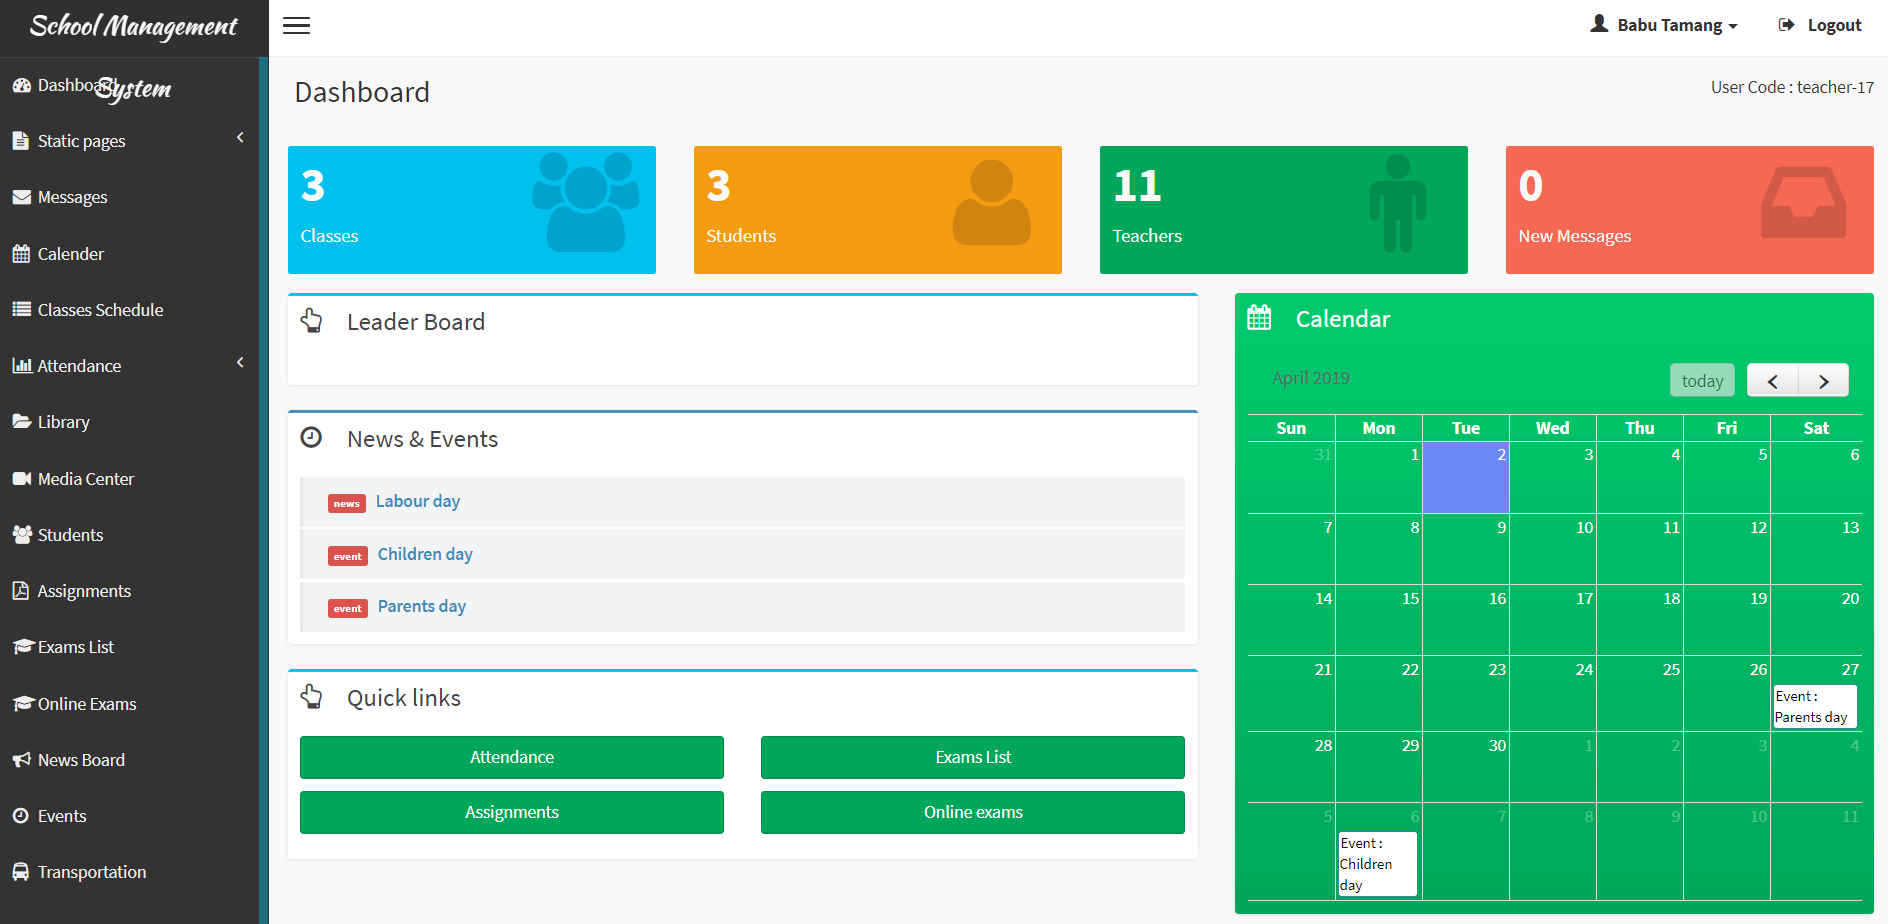 School Management
System
Babu Tamang
Logout
Dashboard
Static pages
Messages
Calender
Classes Schedule
Attendance
Library
Media Center
Students
Assignments
Exams List
Online Exams
News Board
Events
Transportation
Dashboard
User Code : teacher-17
3
Classes
3
Students
11
Teachers
0
New Messages
Leader Board
News & Events
news Labour day
event Children day
event Parents day
Quick links
Attendance
Exams List
Assignments
Online exams
Calendar
April 2019
today
Sun Mon Tue Wed Thu Fri Sat
31 1 2 3 4 5 6
7 8 9 10 11 12 13
14 15 16 17 18 19 20
21 22 23 24 25 26 27
Event :
Parents day
28 29 30 1 2 3 4
5 6 7 8 9 10 11
Event :
Children
day